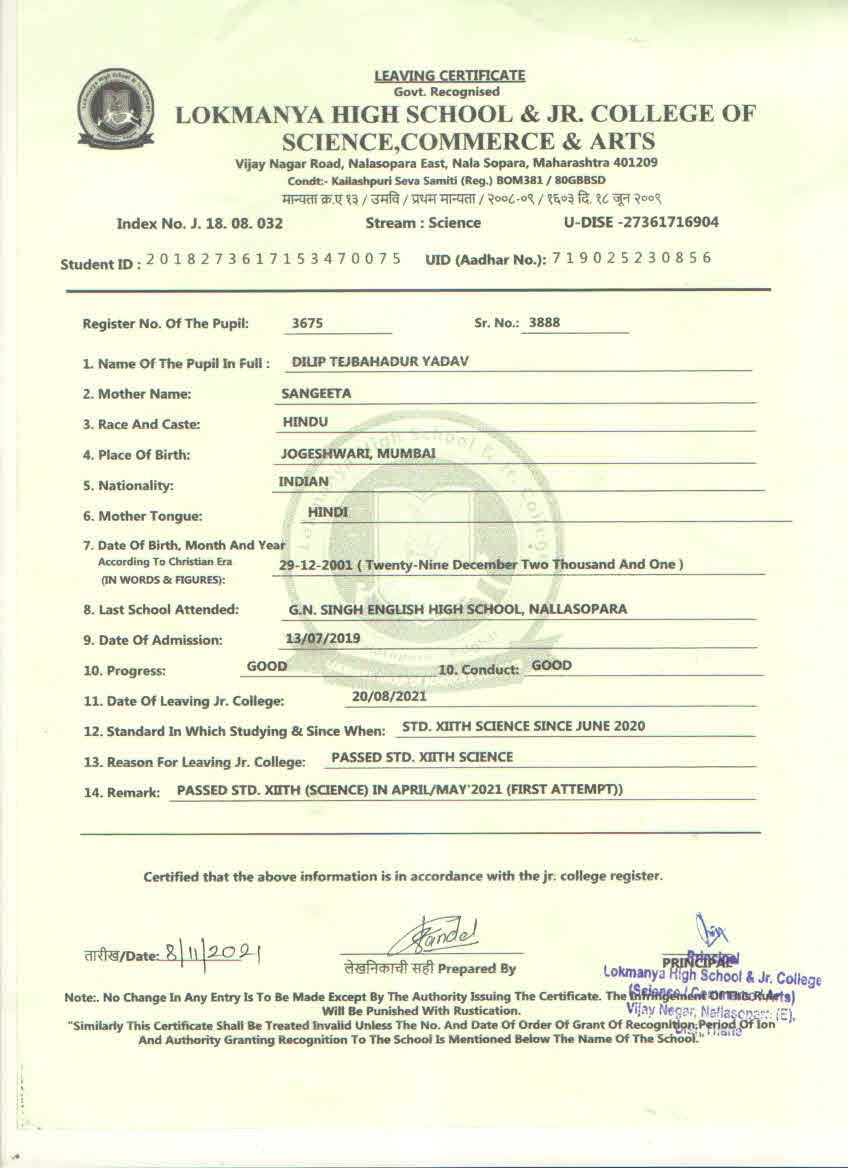 LEAVING CERTIFICATE
Govt. Recognised
LOKMANYA HIGH SCHOOL & JR. COLLEGE OF
SCIENCE,COMMERCE & ARTS
Vijay Nagar Road, Nalasopara East, Nala Sopara, Maharashtra 401209
Condt:- Kailashpuri Seva Samiti (Reg.) BOM381 / 80GBBSD
मान्यता क्र.ए १३ / उमवि / प्रथम मान्यता / २००८-०९ / १६०३ दि. १८ जून २००९
Index No. J. 18. 08. 032 Stream : Science U-DISE -27361716904
Student ID : 2018273617153470075 UID (Aadhar No.): 719025230856
Register No. Of The Pupil: 3675 Sr. No.: 3888
1. Name Of The Pupil In Full : DILIP TEJBAHADUR YADAV
2. Mother Name: SANGEETA
3. Race And Caste: HINDU
4. Place Of Birth: JOGESHWARI, MUMBAI
5. Nationality: INDIAN
6. Mother Tongue: HINDI
7. Date Of Birth, Month And Year
According To Christian Era 29-12-2001 ( Twenty-Nine December Two Thousand And One )
(IN WORDS & FIGURES):
8. Last School Attended: G.N. SINGH ENGLISH HIGH SCHOOL, NALLASOPARA
9. Date Of Admission: 13/07/2019
10. Progress: GOOD 10. Conduct: GOOD
11. Date Of Leaving Jr. College: 20/08/2021
12. Standard In Which Studying & Since When: STD. XIITH SCIENCE SINCE JUNE 2020
13. Reason For Leaving Jr. College: PASSED STD. XIITH SCIENCE
14. Remark: PASSED STD. XIITH (SCIENCE) IN APRIL/MAY'2021 (FIRST ATTEMPT))
Certified that the above information is in accordance with the jr. college register.
तारीख/Date: 8/11/2021
लेखनिकाची सही Prepared By
PRINCIPAL
Principal
Lokmanya High School & Jr. College
Vijay Nagar, Nallasopara (E),
Note:. No Change In Any Entry Is To Be Made Except By The Authority Issuing The Certificate. The Infringement Of This Rule
Will Be Punished With Rustication.
"Similarly This Certificate Shall Be Treated Invalid Unless The No. And Date Of Order Of Grant Of Recognition;Period Of Ion
And Authority Granting Recognition To The School Is Mentioned Below The Name Of The School."